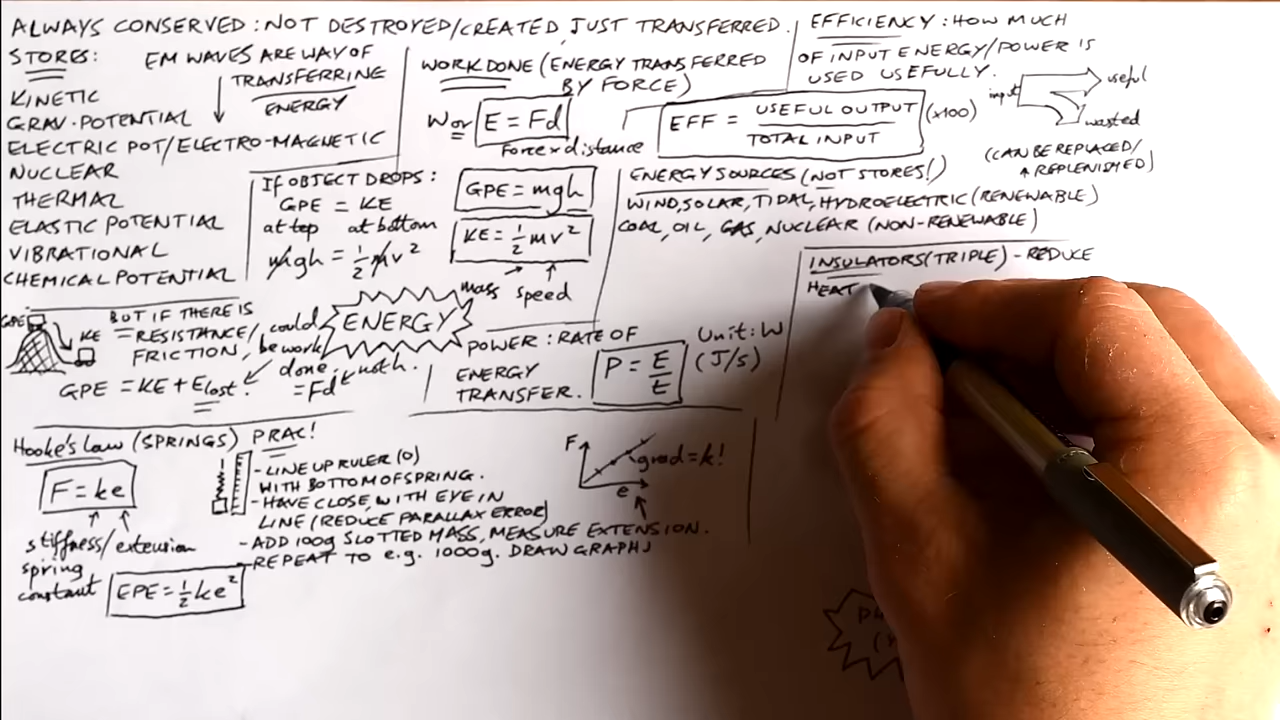 ALWAYS CONSERVED: NOT DESTROYED/CREATED, JUST TRANSFERRED.
STORES:
KINETIC
GRAV. POTENTIAL
ELECTRIC POT/ELECTRO-MAGNETIC
NUCLEAR
THERMAL
ELASTIC POTENTIAL
VIBRATIONAL
CHEMICAL POTENTIAL
EM WAVES ARE WAY OF
TRANSFERRING
ENERGY
WORK DONE (ENERGY TRANSFERRED
BY FORCE)
W or E = Fd
force x distance
EFFICIENCY: HOW MUCH
OF INPUT ENERGY/POWER IS
USED USEFULLY.
input
useful
wasted
EFF = USEFUL OUTPUT (x100)
TOTAL INPUT
If OBJECT DROPS:
GPE = KE
at top at bottom
mgh = 1/2 mv²
GPE = mgh
KE = 1/2 mv²
mass speed
ENERGY SOURCES (NOT STORES!)
(CAN BE REPLACED/
REPLENISHED)
WIND, SOLAR, TIDAL, HYDROELECTRIC (RENEWABLE)
COAL, OIL, GAS, NUCLEAR (NON-RENEWABLE)
INSULATORS (TRIPLE) - REDUCE
HEAT
GPE
KE
BUT IF THERE IS
RESISTANCE/
FRICTION,
GPE = KE + Elost.
could
be work
done
= Fd
ENERGY
POWER: RATE OF
ENERGY
TRANSFER.
P = E/t
Unit: W
(J/s)
Hooke's Law (SPRINGS) PRAC!
F = ke
stiffness/
spring
constant
extension
EPE = 1/2 ke²
- LINE UP RULER (0)
WITH BOTTOM OF SPRING.
- HAVE CLOSE, WITH EYE IN
LINE (REDUCE PARALLAX ERROR)
- ADD 100g SLOTTED MASS, MEASURE EXTENSION.
- REPEAT TO e.g. 1000g. DRAW GRAPH
F
e
grad = k!